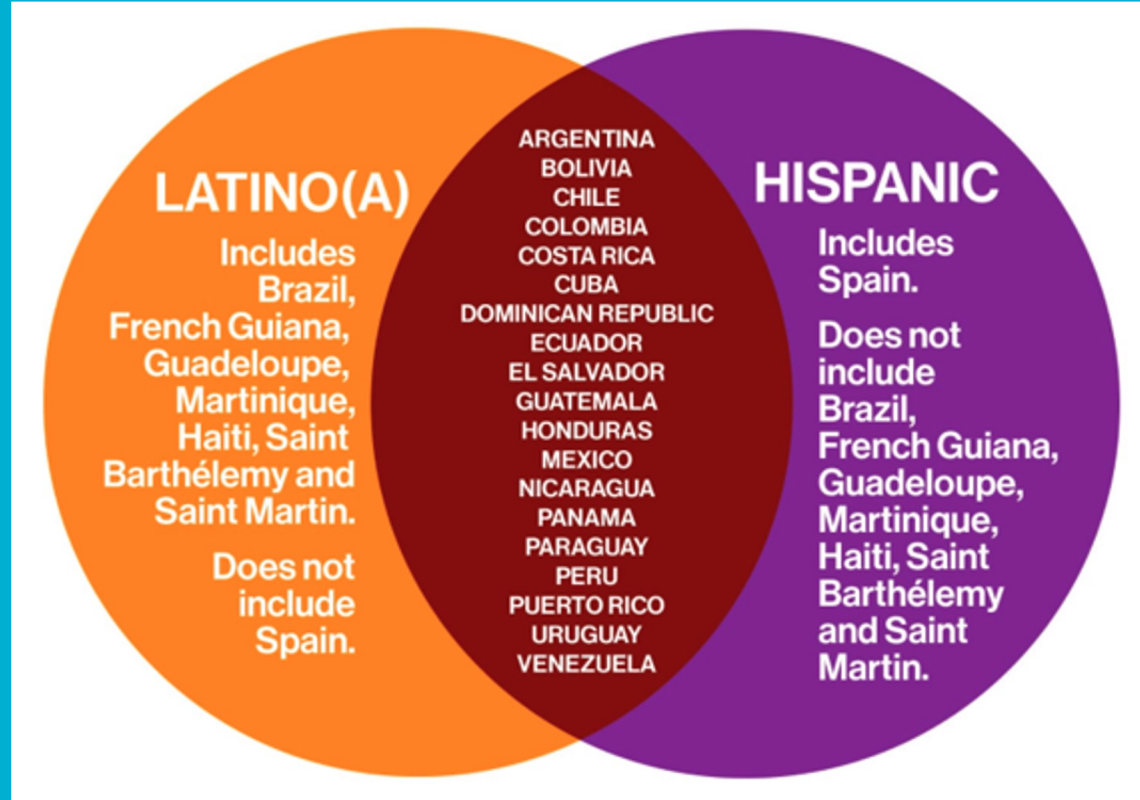 LATINO(A)
Includes
Brazil,
French Guiana,
Guadeloupe,
Martinique,
Haiti, Saint
Barthélemy and
Saint Martin.
Does not
include
Spain.
ARGENTINA
BOLIVIA
CHILE
COLOMBIA
COSTA RICA
CUBA
DOMINICAN REPUBLIC
ECUADOR
EL SALVADOR
GUATEMALA
HONDURAS
MEXICO
NICARAGUA
PANAMA
PARAGUAY
PERU
PUERTO RICO
URUGUAY
VENEZUELA
HISPANIC
Includes
Spain.
Does not
include
Brazil,
French Guiana,
Guadeloupe,
Martinique,
Haiti, Saint
Barthélemy
and Saint
Martin.